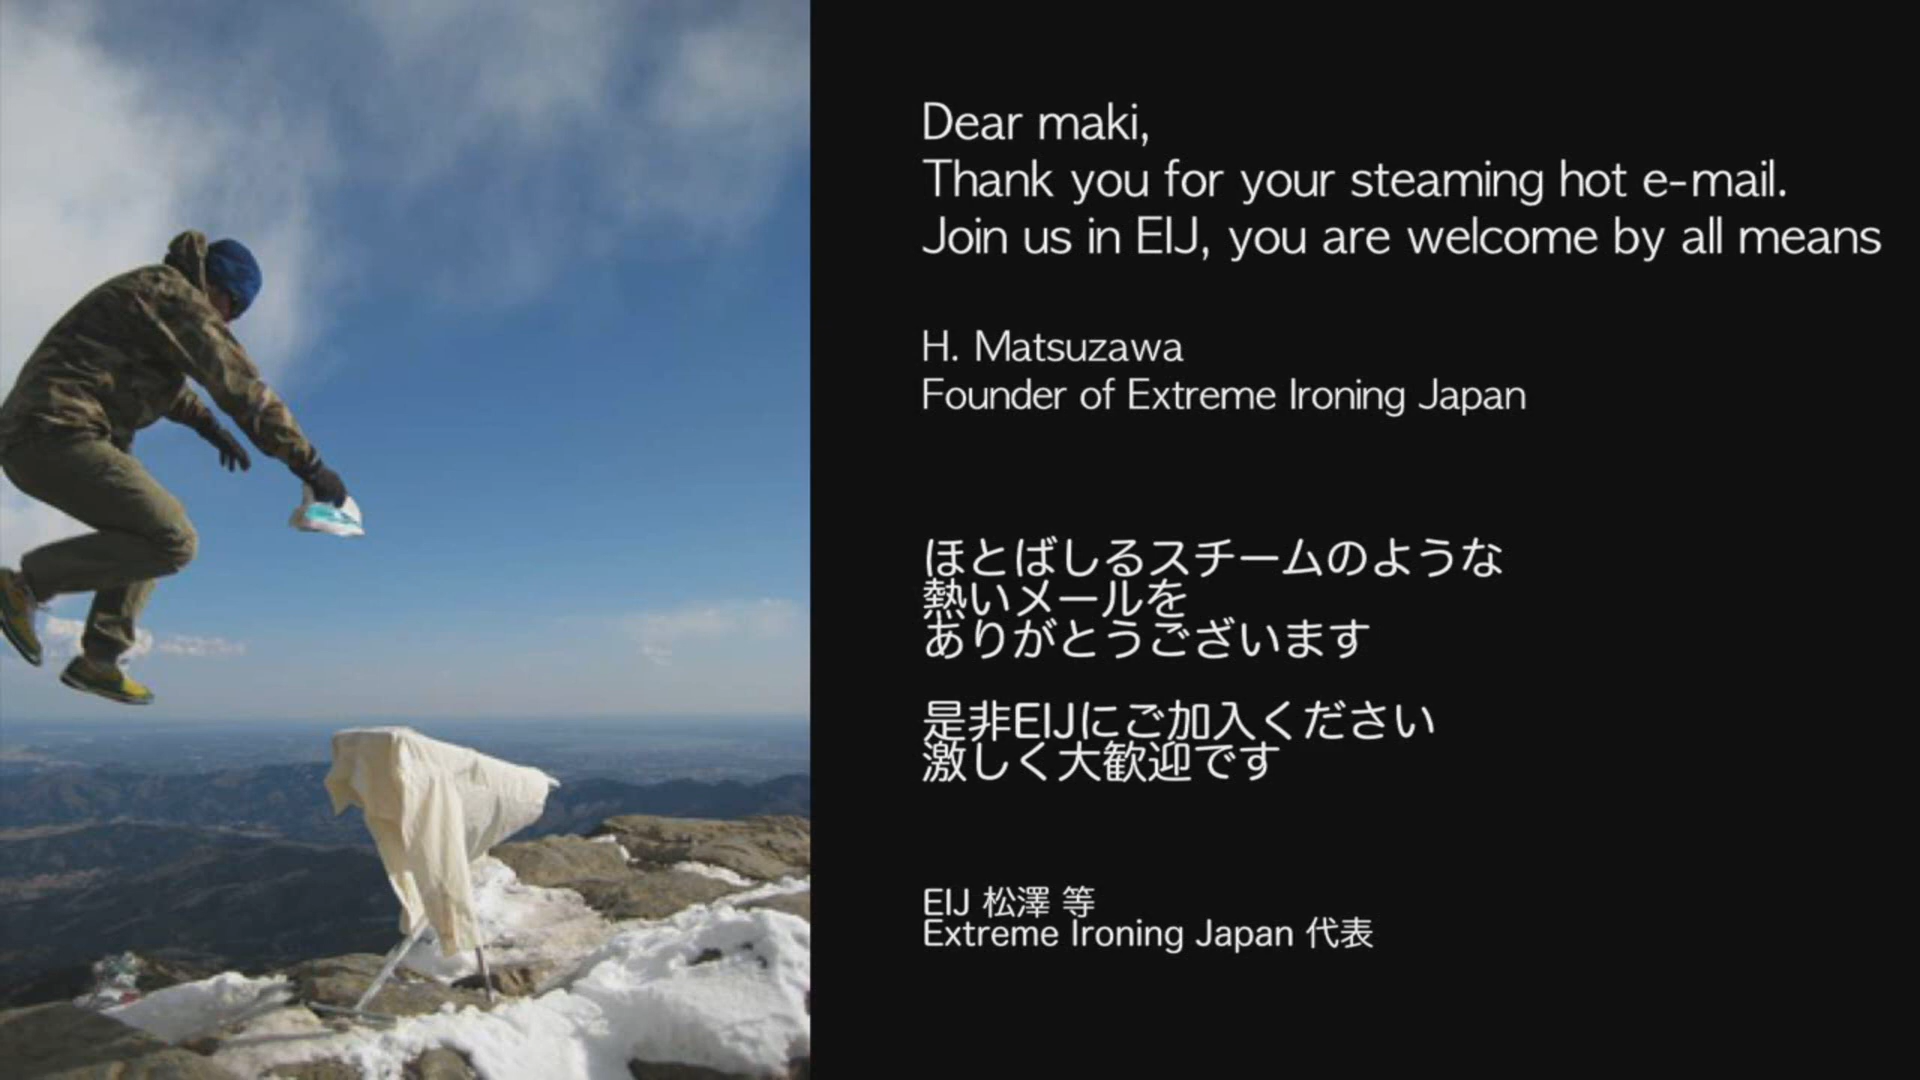 Dear maki,
Thank you for your steaming hot e-mail.
Join us in EIJ, you are welcome by all means
H. Matsuzawa
Founder of Extreme Ironing Japan
ほとばしるスチームのような
熱いメールを
ありがとうございます
是非EIJにご加入ください
激しく大歓迎です
EIJ 松澤 等
Extreme Ironing Japan 代表